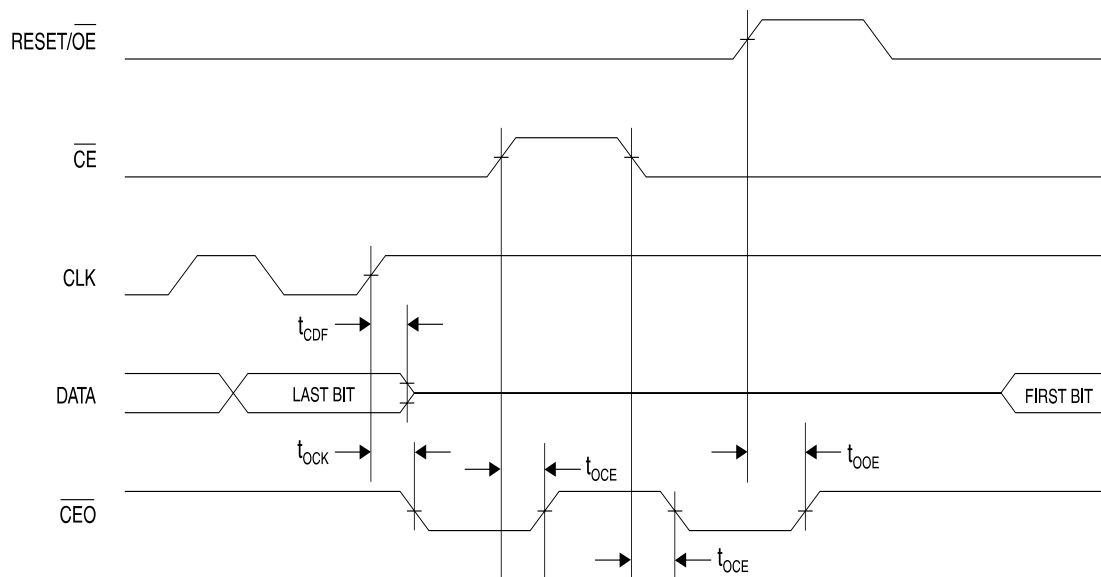 RESET/OE
CE
CLK
tCDF
DATA
LAST BIT
FIRST BIT
tOCK
tOCE
tOOE
CEO
tOCE